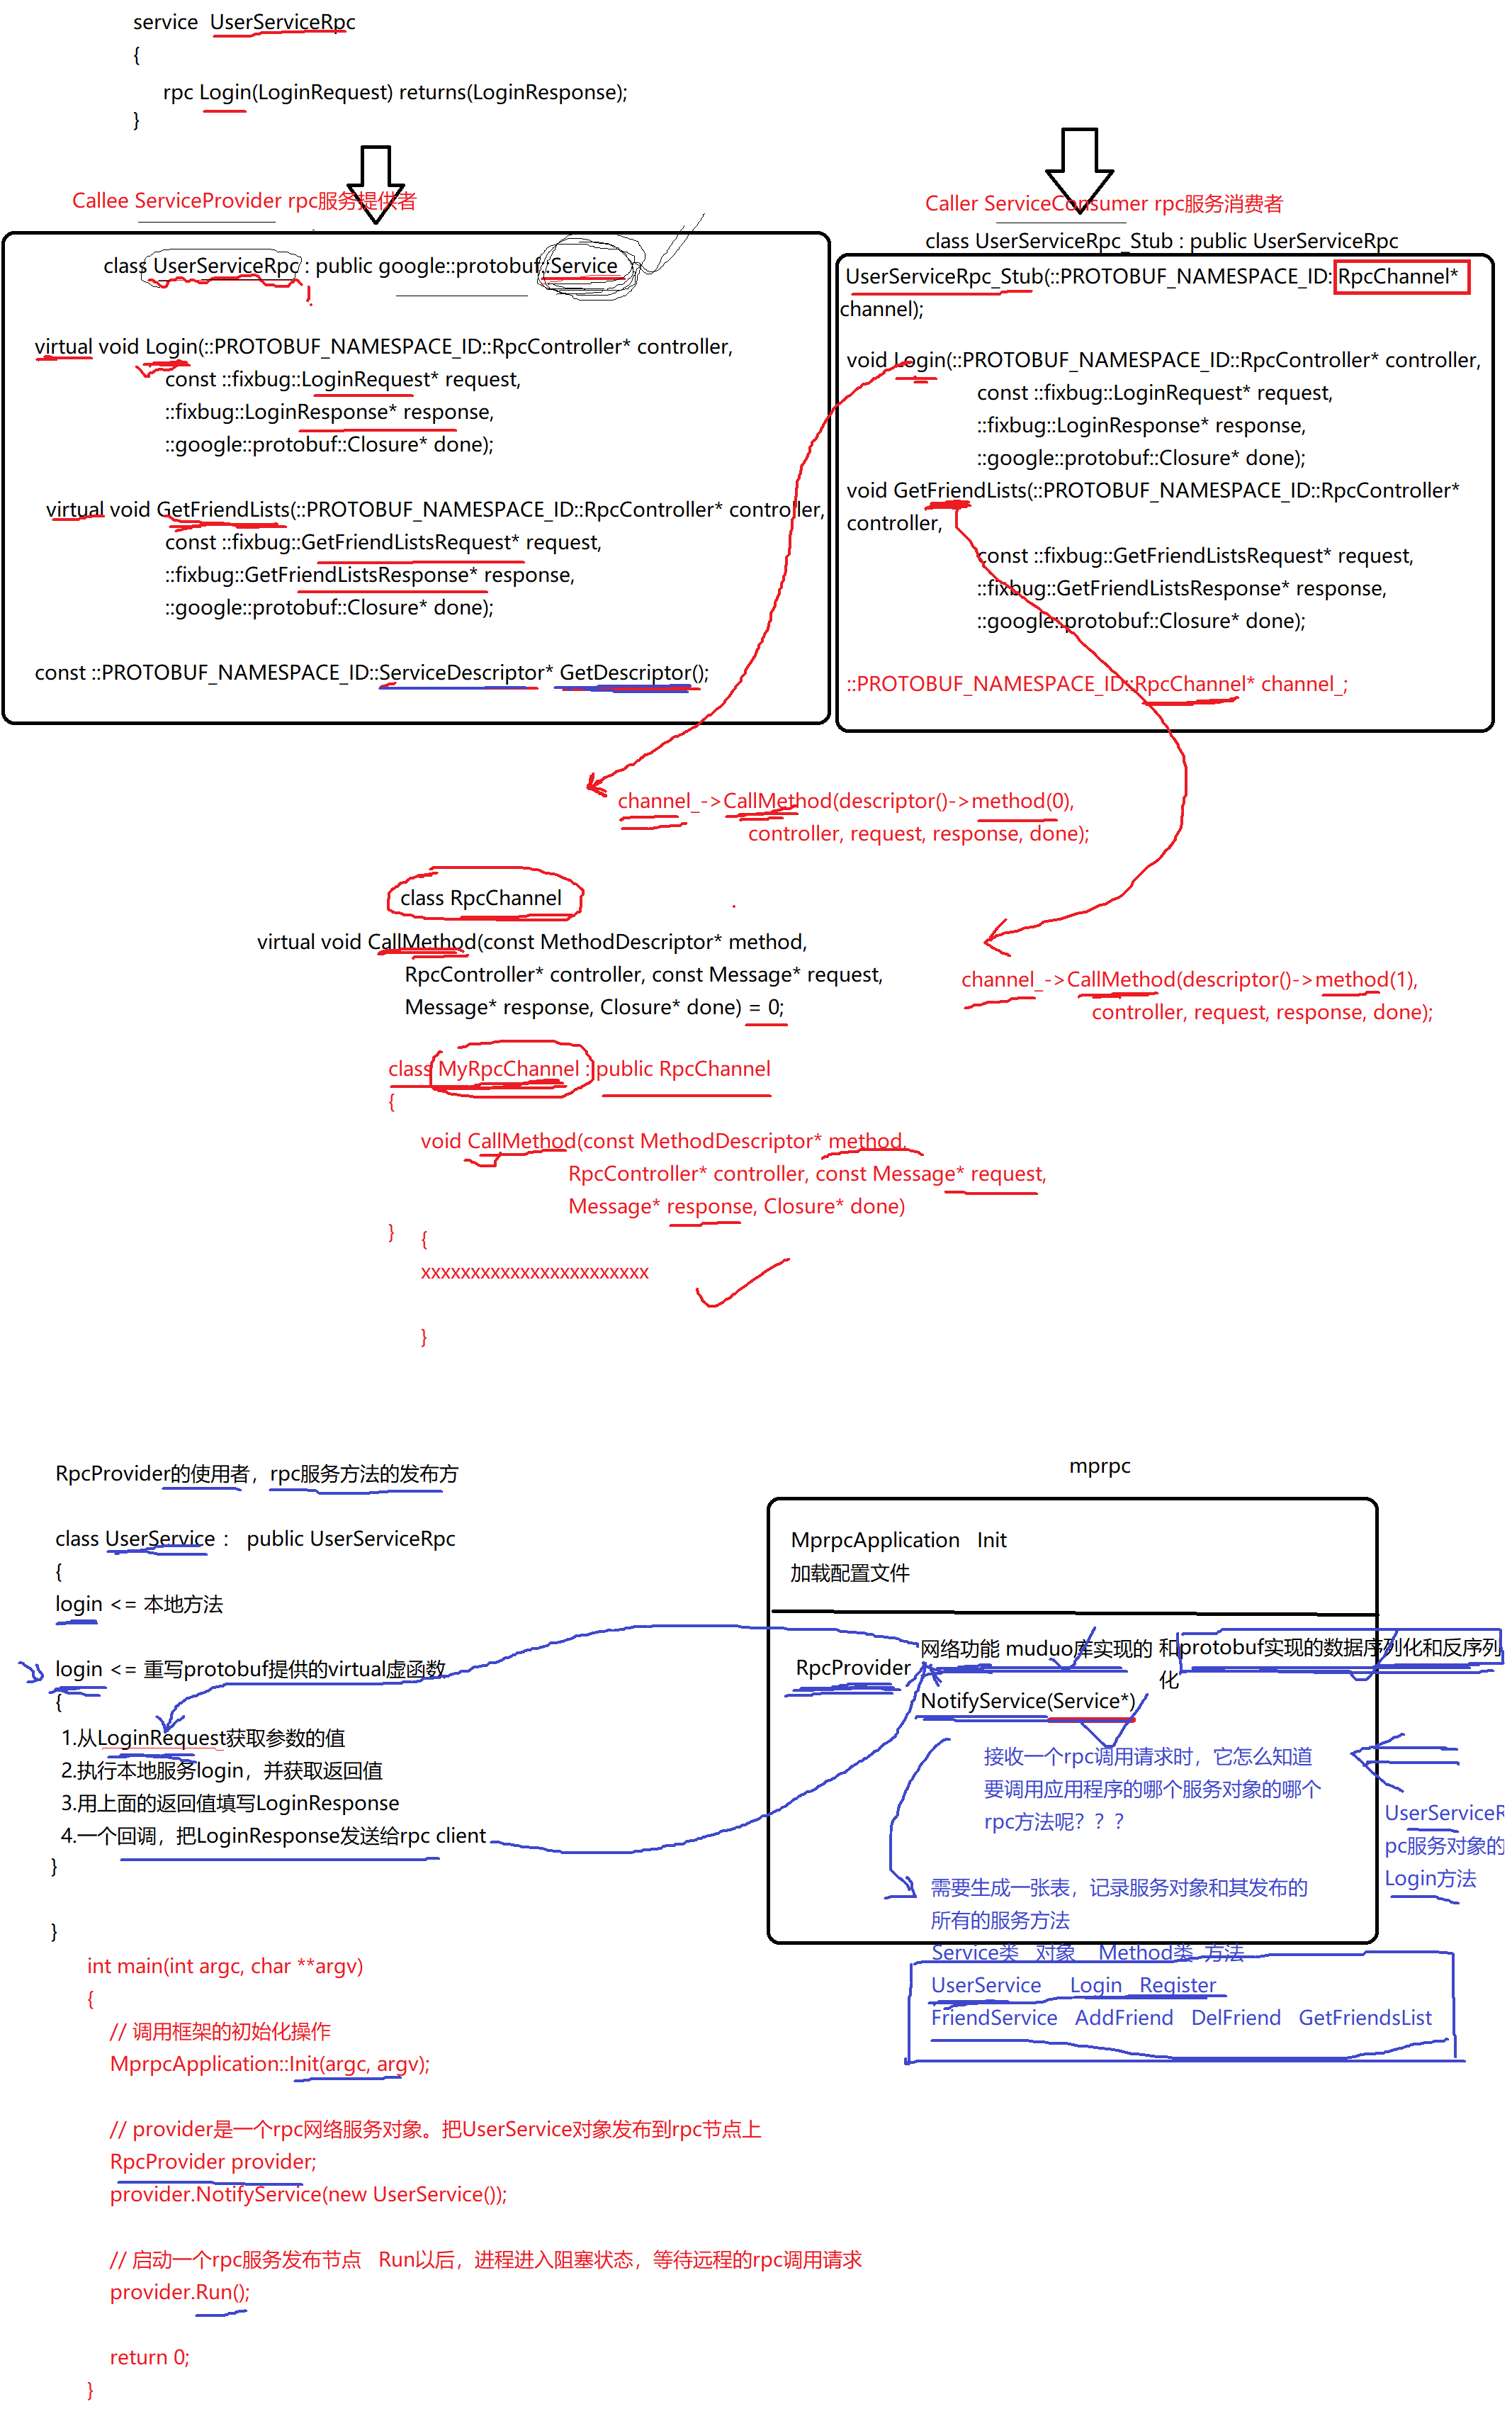 service  UserServiceRpc
{
rpc Login(LoginRequest) returns(LoginResponse);
}
Callee ServiceProvider rpc服务提供者
class UserServiceRpc : public google::protobuf::Service
virtual void Login(::PROTOBUF_NAMESPACE_ID::RpcController* controller,
const ::fixbug::LoginRequest* request,
::fixbug::LoginResponse* response,
::google::protobuf::Closure* done);
virtual void GetFriendLists(::PROTOBUF_NAMESPACE_ID::RpcController* controller,
const ::fixbug::GetFriendListsRequest* request,
::fixbug::GetFriendListsResponse* response,
::google::protobuf::Closure* done);
const ::PROTOBUF_NAMESPACE_ID::ServiceDescriptor* GetDescriptor();
Caller ServiceConsumer rpc服务消费者
class UserServiceRpc_Stub : public UserServiceRpc
UserServiceRpc_Stub(::PROTOBUF_NAMESPACE_ID::RpcChannel*
channel);
void Login(::PROTOBUF_NAMESPACE_ID::RpcController* controller,
const ::fixbug::LoginRequest* request,
::fixbug::LoginResponse* response,
::google::protobuf::Closure* done);
void GetFriendLists(::PROTOBUF_NAMESPACE_ID::RpcController*
controller,
const ::fixbug::GetFriendListsRequest* request,
::fixbug::GetFriendListsResponse* response,
::google::protobuf::Closure* done);
::PROTOBUF_NAMESPACE_ID::RpcChannel* channel_;
channel_->CallMethod(descriptor()->method(0),
controller, request, response, done);
class RpcChannel
virtual void CallMethod(const MethodDescriptor* method,
RpcController* controller, const Message* request,
Message* response, Closure* done) = 0;
channel_->CallMethod(descriptor()->method(1),
controller, request, response, done);
class MyRpcChannel : public RpcChannel
{
void CallMethod(const MethodDescriptor* method,
RpcController* controller, const Message* request,
Message* response, Closure* done)
}
{
xxxxxxxxxxxxxxxxxxxxxxx
}
RpcProvider的使用者，rpc服务方法的发布方
class UserService :  public UserServiceRpc
{
login <= 本地方法
login <= 重写protobuf提供的virtual虚函数
{
1.从LoginRequest获取参数的值
2.执行本地服务login，并获取返回值
3.用上面的返回值填写LoginResponse
4.一个回调，把LoginResponse发送给rpc client
}
}
mprpc
MprpcApplication  Init
加载配置文件
RpcProvider
网络功能 muduo库实现的 和protobuf实现的数据序列化和反序列
化
NotifyService(Service*)
接收一个rpc调用请求时，它怎么知道
要调用应用程序的哪个服务对象的哪个
rpc方法呢？？？
UserServiceR
pc服务对象的
Login方法
需要生成一张表，记录服务对象和其发布的
所有的服务方法
Service类  对象   Method类  方法
UserService    Login   Register
FriendService   AddFriend   DelFriend   GetFriendsList
int main(int argc, char **argv)
{
// 调用框架的初始化操作
MprpcApplication::Init(argc, argv);
// provider是一个rpc网络服务对象。把UserService对象发布到rpc节点上
RpcProvider provider;
provider.NotifyService(new UserService());
// 启动一个rpc服务发布节点   Run以后，进程进入阻塞状态，等待远程的rpc调用请求
provider.Run();
return 0;
}